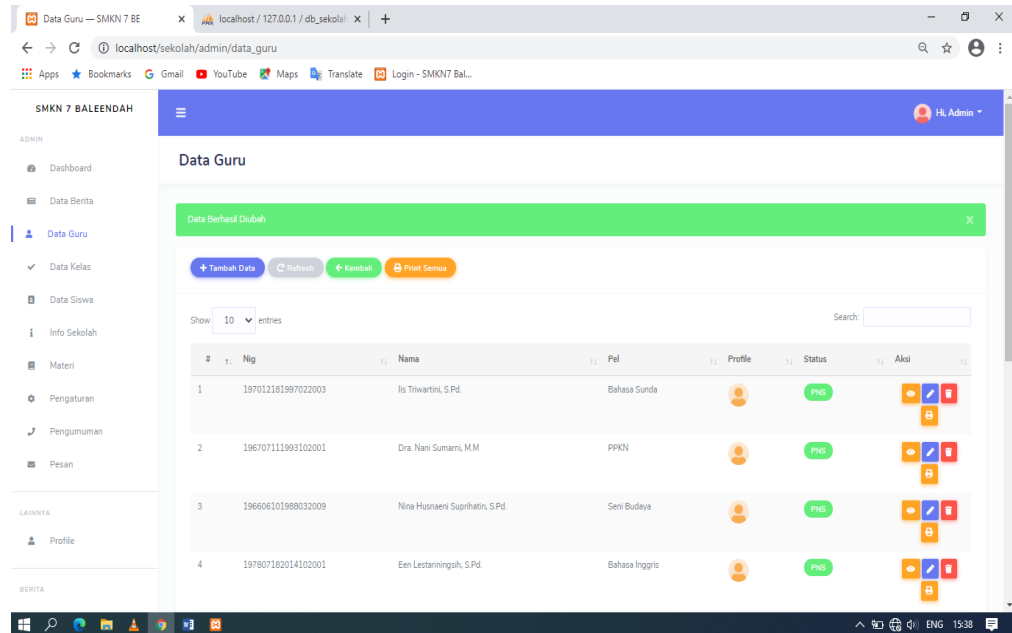 Data Guru — SMKN 7 BE
localhost / 127.0.0.1 / db_sekolah
localhost/sekolah/admin/data_guru
Apps Bookmarks Gmail YouTube Maps Translate Login - SMKN7 Bal...
SMKN 7 BALEENDAH
Hi, Admin
ADMIN
Dashboard
Data Berita
Data Guru
Data Kelas
Data Siswa
Info Sekolah
Materi
Pengaturan
Pengumuman
Pesan
LAINNYA
Profile
BERITA
Data Guru
Data Berhasil Diubah x
+ Tambah Data Refresh Kembali Print Semua
Show 10 entries Search:
# Nig Nama Pel Profile Status Aksi
1 197012181997022003 Iis Triwartini, S.Pd. Bahasa Sunda PNS
2 196707111993102001 Dra. Nani Sumarni, M.M PPKN PNS
3 196606101988032009 Nina Husnaeni Suprihatin, S.Pd. Seni Budaya PNS
4 197807182014102001 Een Lestariningsih, S.Pd. Bahasa Inggris PNS
ENG 15:38